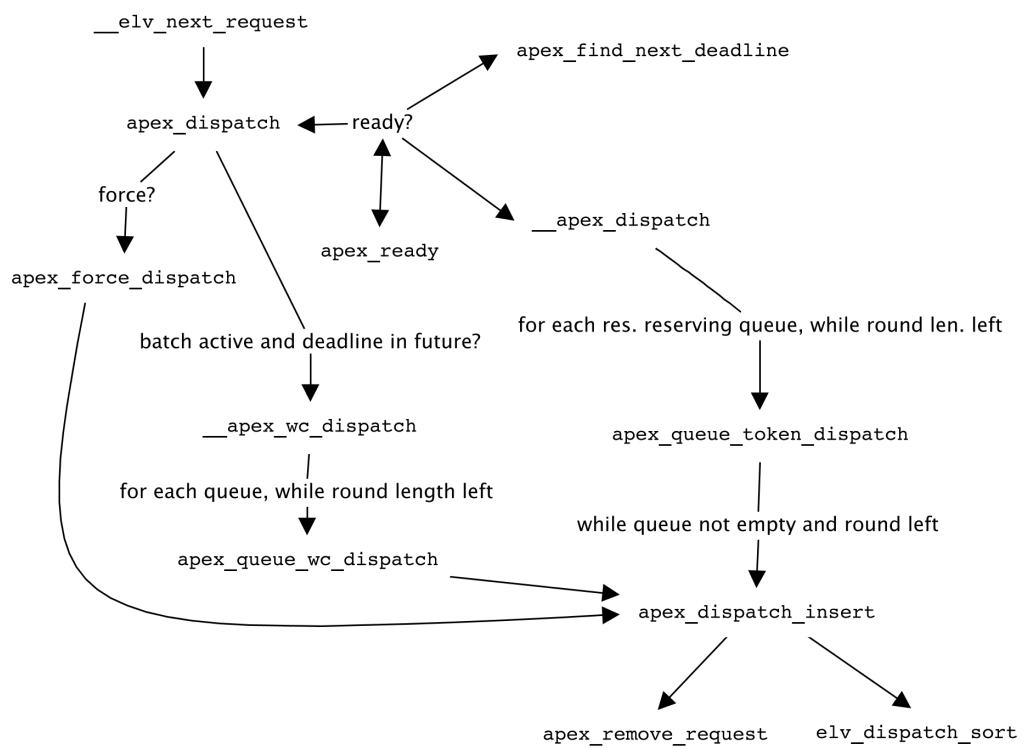 __elv_next_request
apex_find_next_deadline
apex_dispatch
ready?
force?
__apex_dispatch
apex_ready
apex_force_dispatch
for each res. reserving queue, while round len. left
batch active and deadline in future?
__apex_wc_dispatch
apex_queue_token_dispatch
for each queue, while round length left
while queue not empty and round left
apex_queue_wc_dispatch
apex_dispatch_insert
apex_remove_request
elv_dispatch_sort